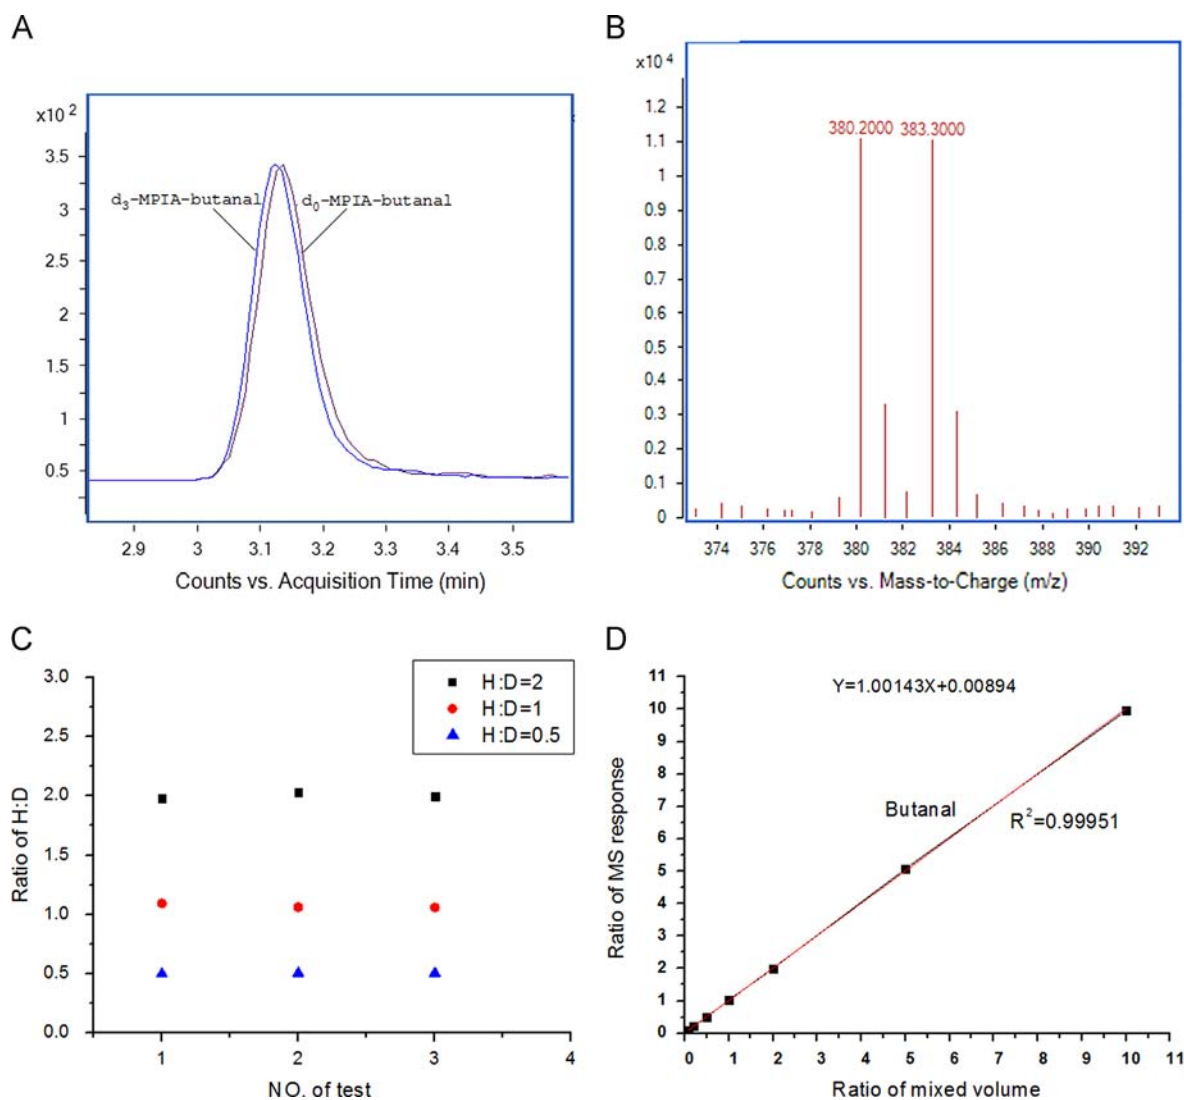 A
x10 2
3.5
3
2.5
2
1.5
1
0.5
d3-MPIA-butanal
d0-MPIA-butanal
2.9 3 3.1 3.2 3.3 3.4 3.5
Counts vs. Acquisition Time (min)
B
x10 4
1.2
1.1
1
0.9
0.8
0.7
0.6
0.5
0.4
0.3
0.2
0.1
0
380.2000 383.3000
374 376 378 380 382 384 386 388 390 392
Counts vs. Mass-to-Charge (m/z)
C
Ratio of H:D
3.0
2.5
2.0
1.5
1.0
0.5
0.0
H:D=2
H:D=1
H:D=0.5
1 2 3 4
NO. of test
D
Ratio of MS response
11
10
9
8
7
6
5
4
3
2
1
0
Y=1.00143X+0.00894
Butanal
R2=0.99951
0 1 2 3 4 5 6 7 8 9 10 11
Ratio of mixed volume